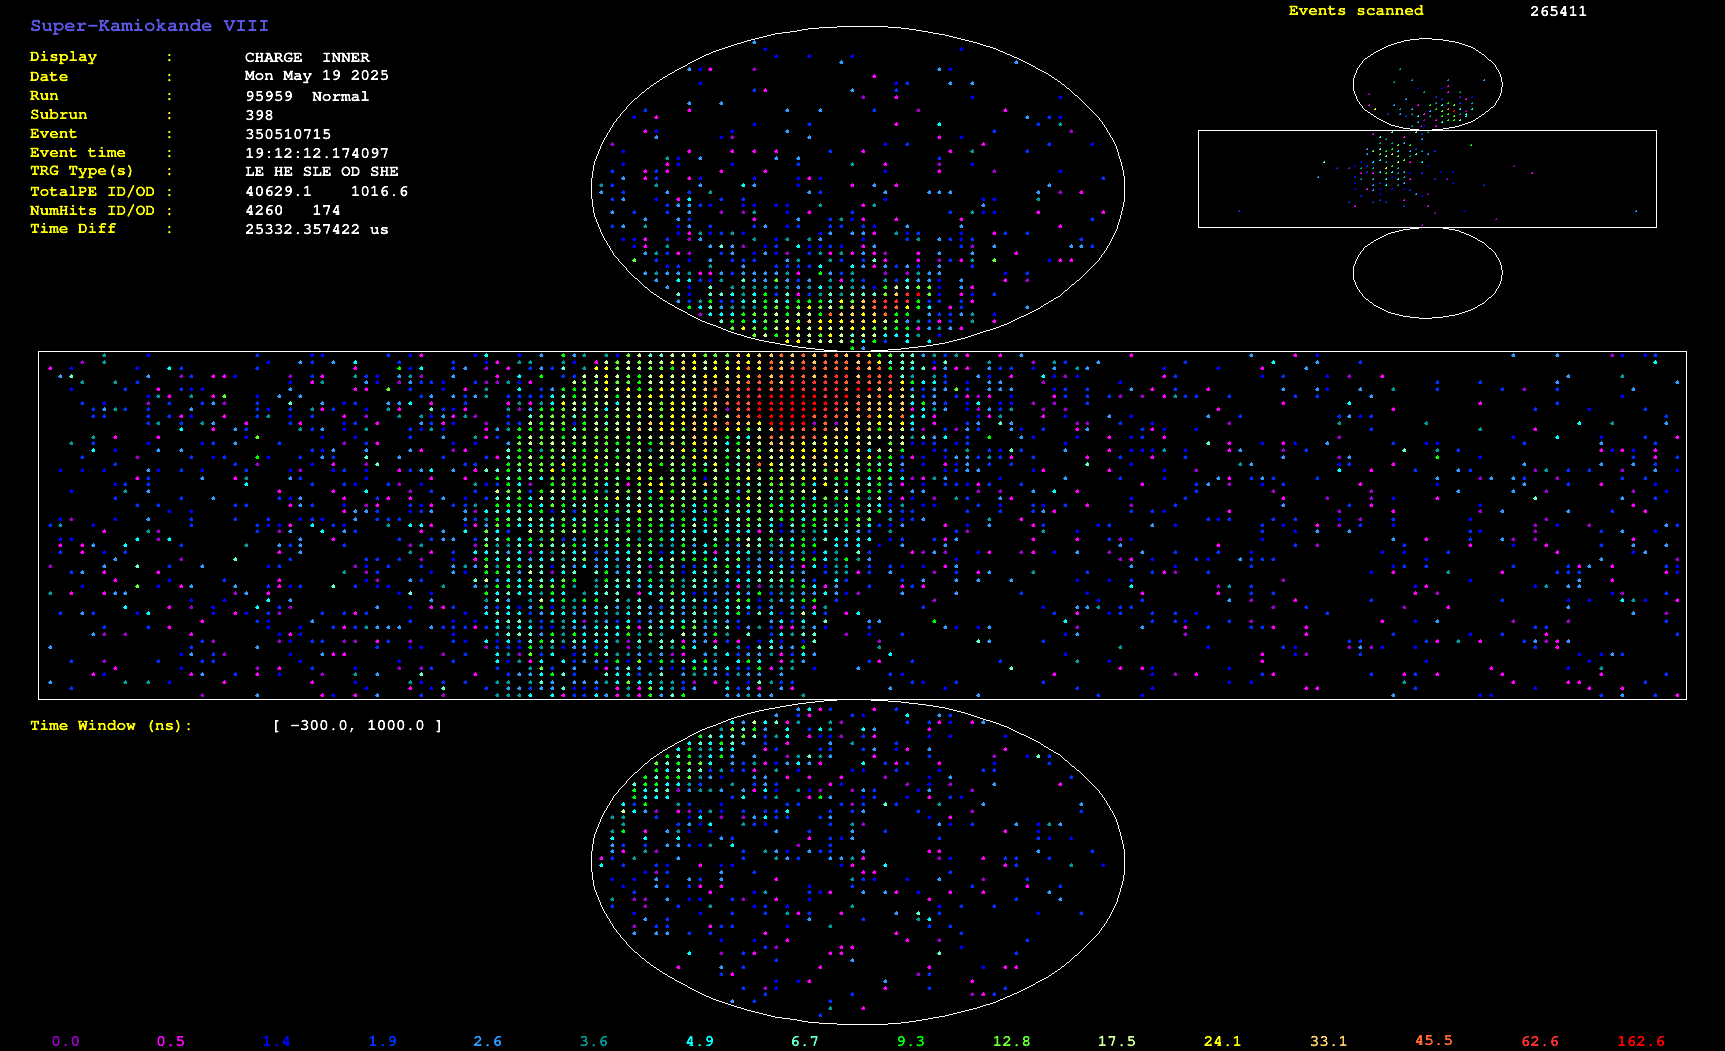 Super-Kamiokande VIII
Events scanned 265411
Display : CHARGE INNER
Date : Mon May 19 2025
Run : 95959 Normal
Subrun : 398
Event : 350510715
Event time : 19:12:12.174097
TRG Type(s) : LE HE SLE OD SHE
TotalPE ID/OD : 40629.1 1016.6
NumHits ID/OD : 4260 174
Time Diff : 25332.357422 us
Time Window (ns): [ -300.0, 1000.0 ]
0.0 0.5 1.4 1.9 2.6 3.6 4.9 6.7 9.3 12.8 17.5 24.1 33.1 45.5 62.6 162.6